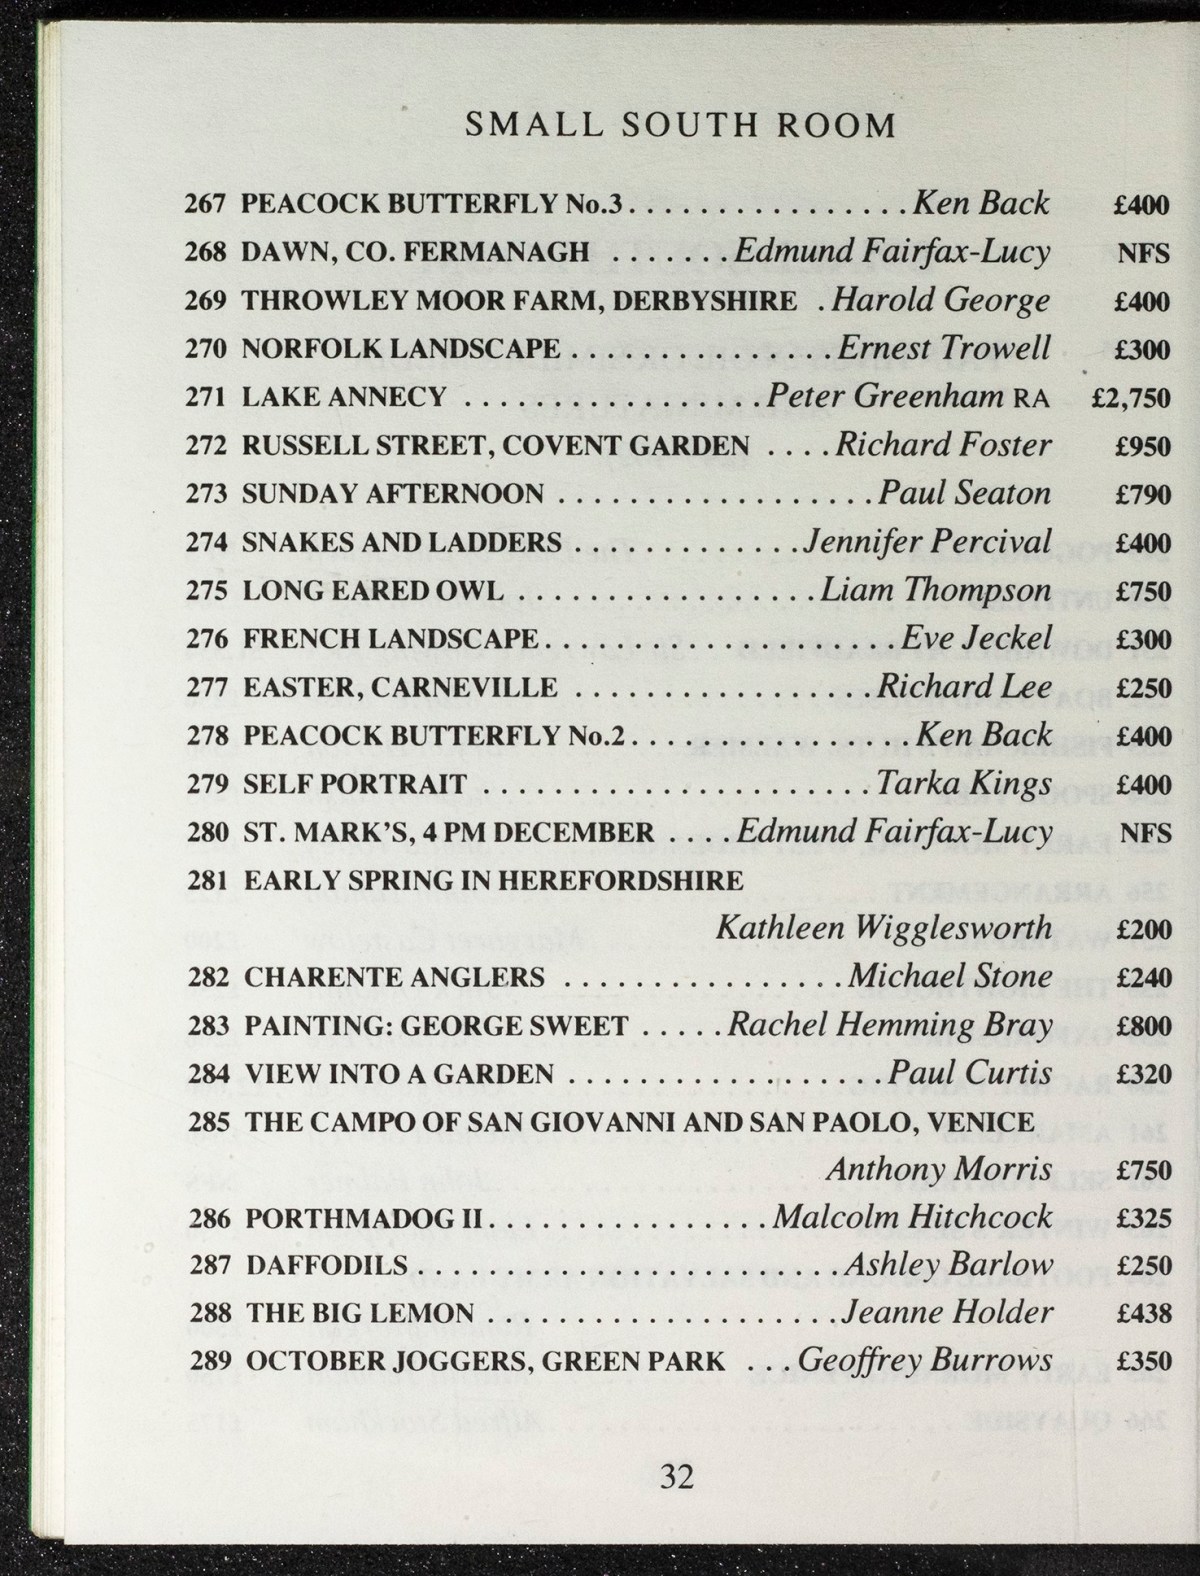 SMALL SOUTH ROOM
267 PEACOCK BUTTERFLY No.3. . . . . . . . . . . . . . . . Ken Back £400
268 DAWN, CO. FERMANAGH . . . . . . . Edmund Fairfax-Lucy NFS
269 THROWLEY MOOR FARM, DERBYSHIRE . Harold George £400
270 NORFOLK LANDSCAPE . . . . . . . . . . . . . . . Ernest Trowell £300
271 LAKE ANNECY . . . . . . . . . . . . . . . . . Peter Greenham RA £2,750
272 RUSSELL STREET, COVENT GARDEN . . . . Richard Foster £950
273 SUNDAY AFTERNOON . . . . . . . . . . . . . . . . . . Paul Seaton £790
274 SNAKES AND LADDERS . . . . . . . . . . . . . Jennifer Percival £400
275 LONG EARED OWL . . . . . . . . . . . . . . . . . Liam Thompson £750
276 FRENCH LANDSCAPE. . . . . . . . . . . . . . . . . . . . Eve Jeckel £300
277 EASTER, CARNEVILLE . . . . . . . . . . . . . . . . . Richard Lee £250
278 PEACOCK BUTTERFLY No.2. . . . . . . . . . . . . . . . Ken Back £400
279 SELF PORTRAIT . . . . . . . . . . . . . . . . . . . . . . Tarka Kings £400
280 ST. MARK'S, 4 PM DECEMBER . . . . Edmund Fairfax-Lucy NFS
281 EARLY SPRING IN HEREFORDSHIRE
Kathleen Wigglesworth £200
282 CHARENTE ANGLERS . . . . . . . . . . . . . . . . Michael Stone £240
283 PAINTING: GEORGE SWEET . . . . . Rachel Hemming Bray £800
284 VIEW INTO A GARDEN . . . . . . . . . . . . . . . . . . Paul Curtis £320
285 THE CAMPO OF SAN GIOVANNI AND SAN PAOLO, VENICE
Anthony Morris £750
286 PORTHMADOG II. . . . . . . . . . . . . . . . Malcolm Hitchcock £325
287 DAFFODILS . . . . . . . . . . . . . . . . . . . . . . . . Ashley Barlow £250
288 THE BIG LEMON . . . . . . . . . . . . . . . . . . . . Jeanne Holder £438
289 OCTOBER JOGGERS, GREEN PARK . . . Geoffrey Burrows £350
32